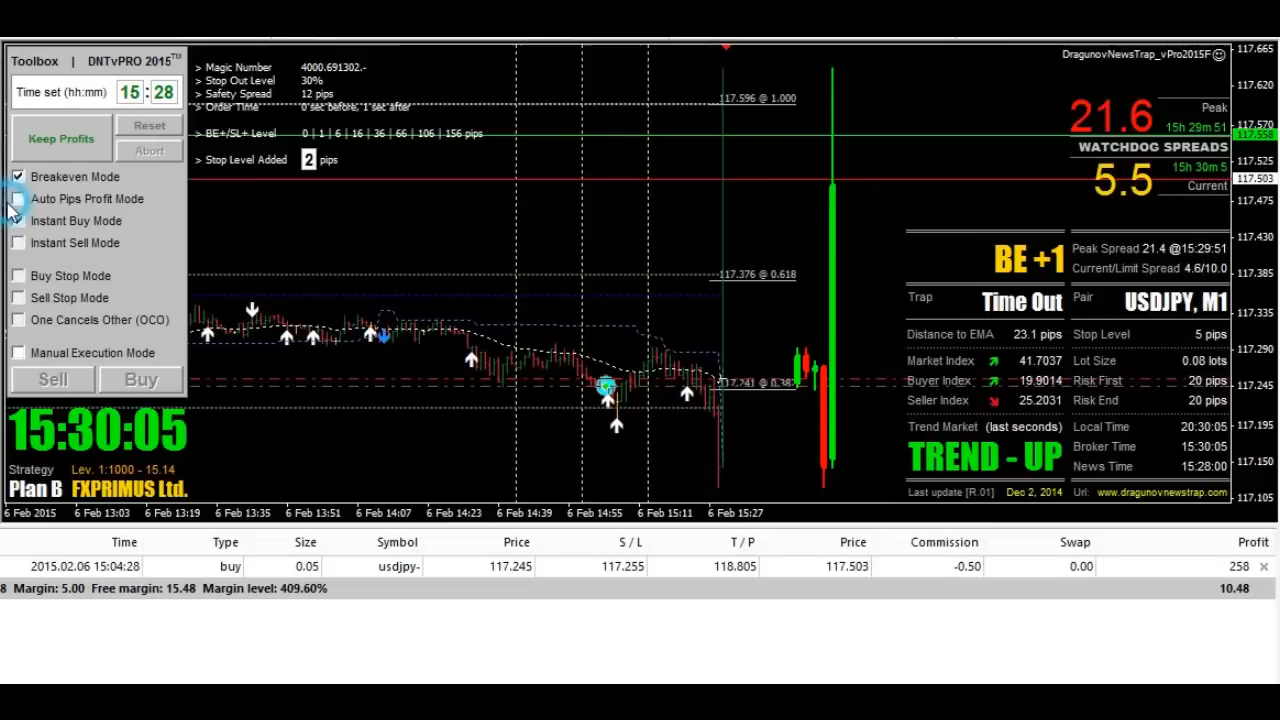 Toolbox | DNTvPRO 2015™
Time set (hh:mm) 15 : 28
Keep Profits
Reset
Abort
Breakeven Mode
Auto Pips Profit Mode
Instant Buy Mode
Instant Sell Mode
Buy Stop Mode
Sell Stop Mode
One Cancels Other (OCO)
Manual Execution Mode
Sell Buy
15:30:05
Strategy Lev. 1:1000 - 15.14
Plan B FXPRIMUS Ltd.
> Magic Number 4000.691302.-
> Stop Out Level 30%
> Safety Spread 12 pips
> Order Time 0 sec before, 1 sec after
> BE+/SL+ Level 0 | 1 | 6 | 16 | 36 | 66 | 106 | 156 pips
> Stop Level Added 2 pips
117.596 @ 1.000
117.376 @ 0.618
DragunovNewsTrap_vPro2015F
21.6 Peak
15h 29m 51
WATCHDOG SPREADS
5.5 15h 30m 5
Current
BE +1
Peak Spread 21.4 @15:29:51
Current/Limit Spread 4.6/10.0
Trap Time Out Pair USDJPY, M1
Distance to EMA 23.1 pips Stop Level 5 pips
Market Index 41.7037 Lot Size 0.08 lots
Buyer Index 19.9014 Risk First 20 pips
Seller Index 25.2031 Risk End 20 pips
Trend Market (last seconds) Local Time 20:30:05
TREND - UP Broker Time 15:30:05
News Time 15:28:00
Last update [R.01] Dec 2, 2014 Url: www.dragunovnewstrap.com
117.665
117.620
117.570
117.558
117.525
117.503
117.475
117.430
117.385
117.335
117.290
117.245
117.195
117.150
117.105
6 Feb 2015 6 Feb 13:03 6 Feb 13:19 6 Feb 13:35 6 Feb 13:51 6 Feb 14:07 6 Feb 14:23 6 Feb 14:39 6 Feb 14:55 6 Feb 15:11 6 Feb 15:27
Time Type Size Symbol Price S / L T / P Price Commission Swap Profit
2015.02.06 15:04:28 buy 0.05 usdjpy- 117.245 117.255 118.805 117.503 -0.50 0.00 258
8 Margin: 5.00 Free margin: 15.48 Margin level: 409.60% 10.48